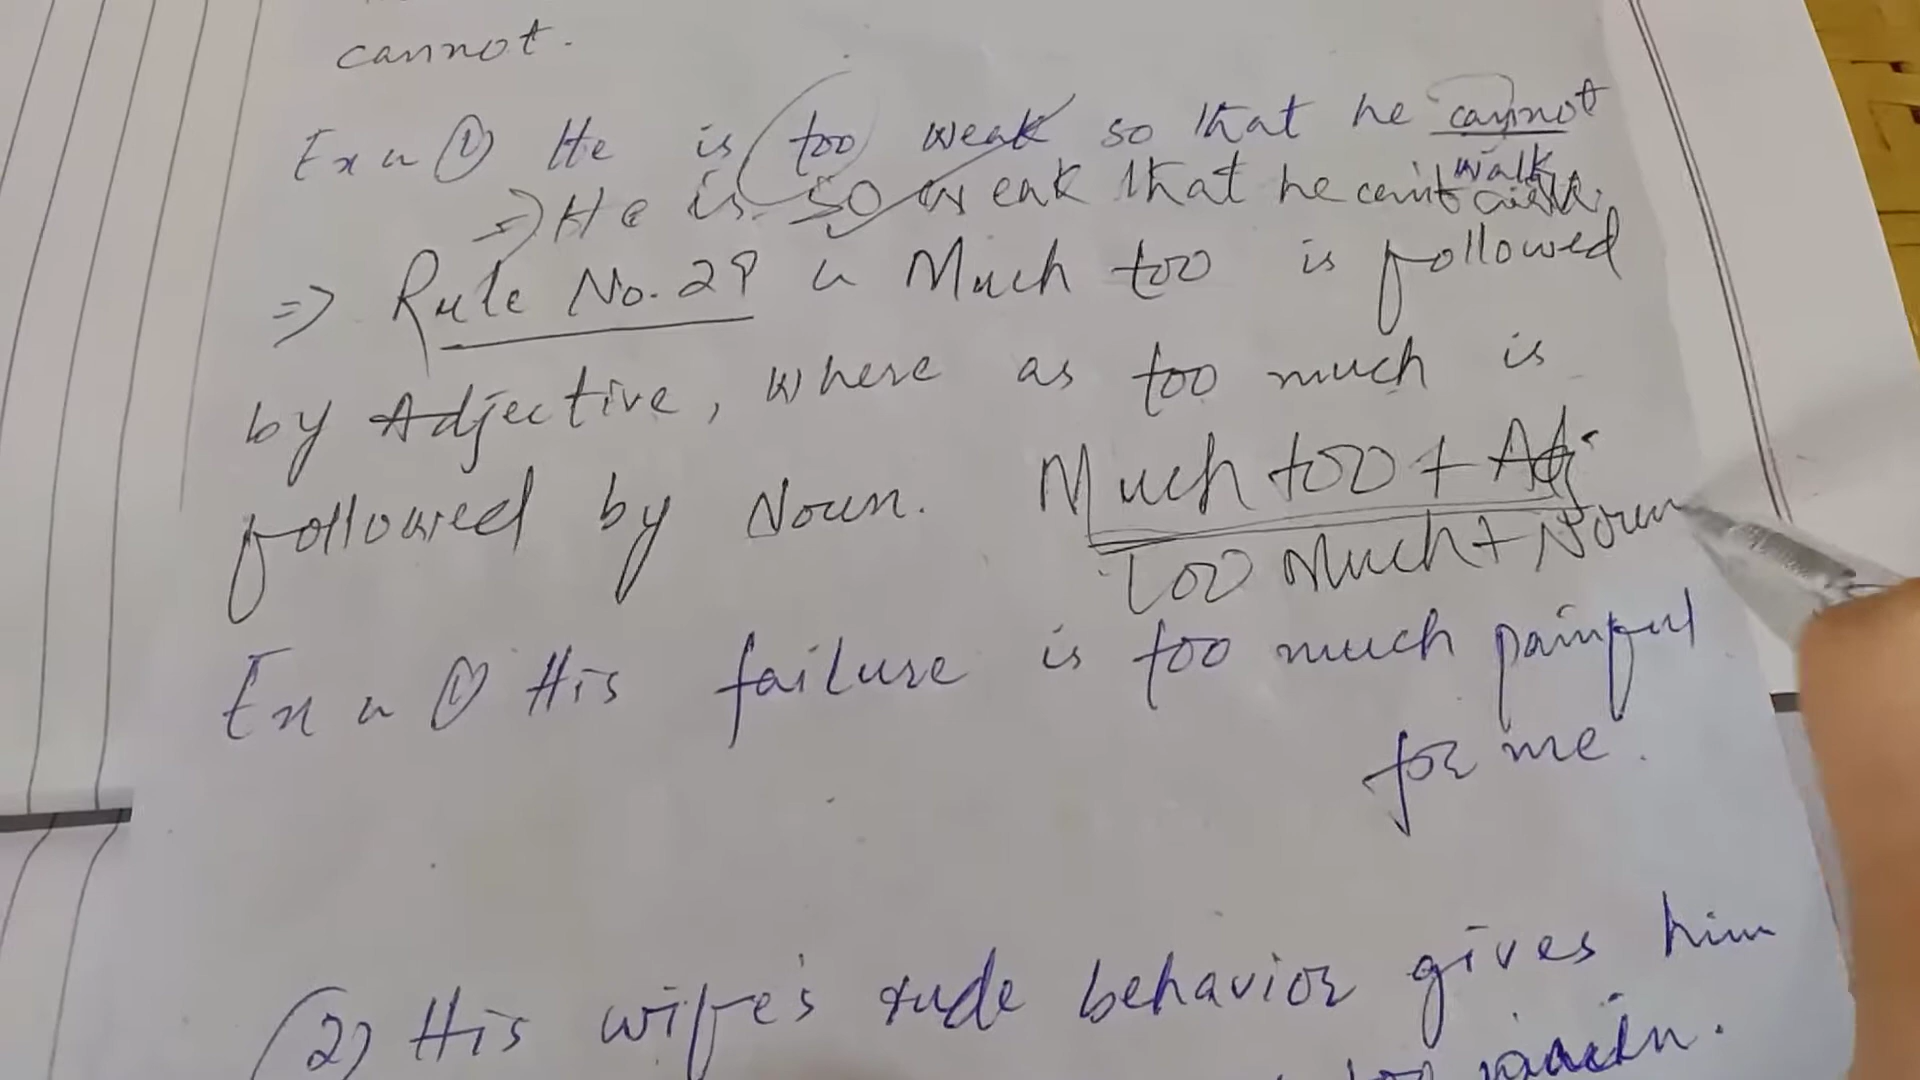 cannot.
Ex ① He is too weak so that he cannot
walk
⇒ He is so weak that he can't
⇒ Rule No. 29 Much too is followed
by Adjective, where as too much is
followed by Noun. Much too + Adj
Too Much + Noun
Ex ① His failure is too much painful
for me.
(2) His wife's rude behavior gives him
pain.